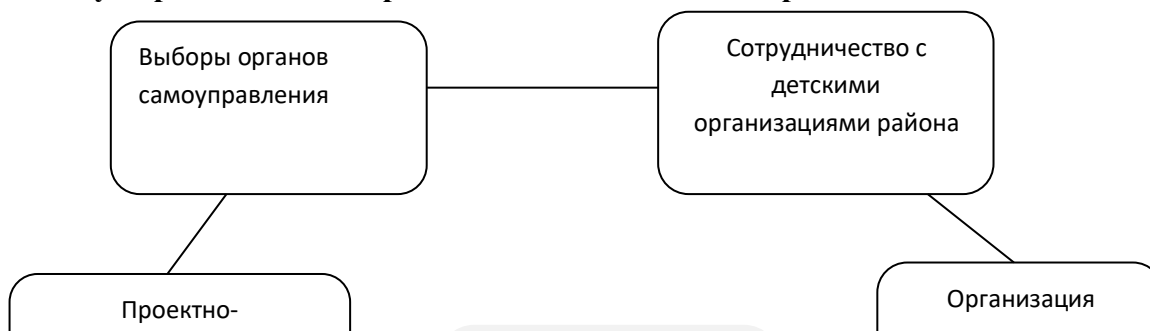 Выборы органов
самоуправления
Сотрудничество с
детскими
организациями района
Проектно-
Организация